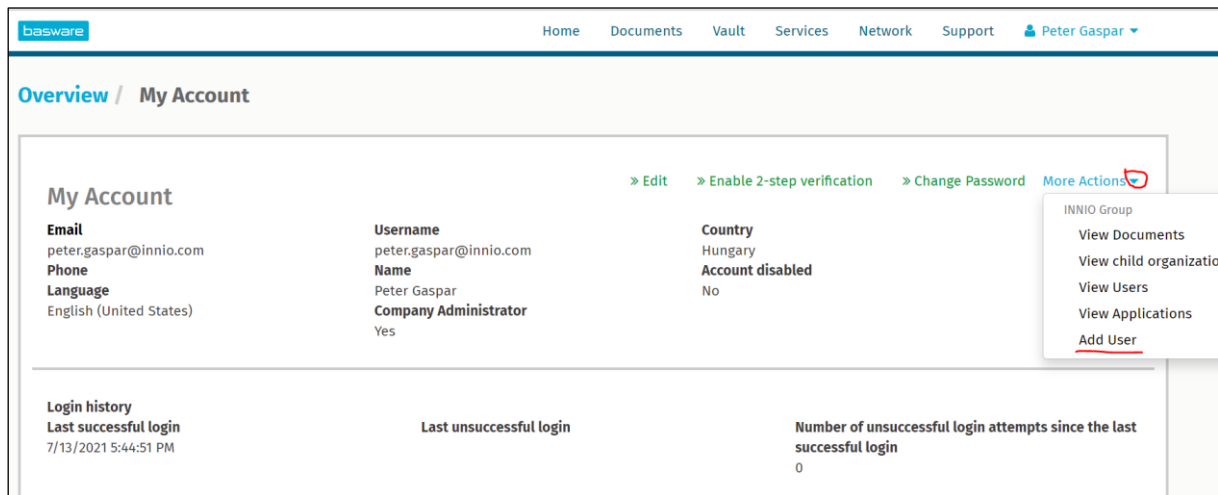 basware
Home Documents Vault Services Network Support Peter Gaspar
Overview / My Account
My Account
» Edit » Enable 2-step verification » Change Password More Actions
INNIO Group
View Documents
View child organizatio
View Users
View Applications
Add User
Email Username Country
peter.gaspar@innio.com peter.gaspar@innio.com Hungary
Phone Name Account disabled
Language Peter Gaspar No
English (United States) Company Administrator
Yes
Login history
Last successful login Last unsuccessful login Number of unsuccessful login attempts since the last
7/13/2021 5:44:51 PM successful login
0